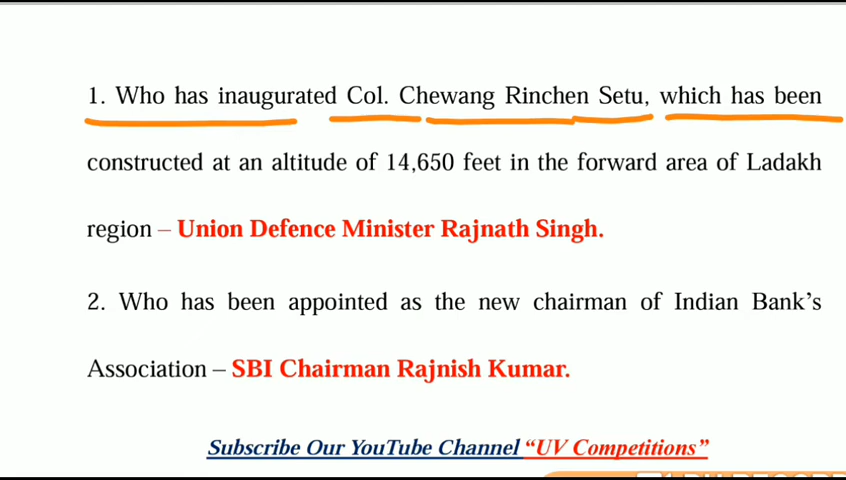 1. Who has inaugurated Col. Chewang Rinchen Setu, which has been
constructed at an altitude of 14,650 feet in the forward area of Ladakh
region – Union Defence Minister Rajnath Singh.
2. Who has been appointed as the new chairman of Indian Bank’s
Association – SBI Chairman Rajnish Kumar.
Subscribe Our YouTube Channel “UV Competitions”